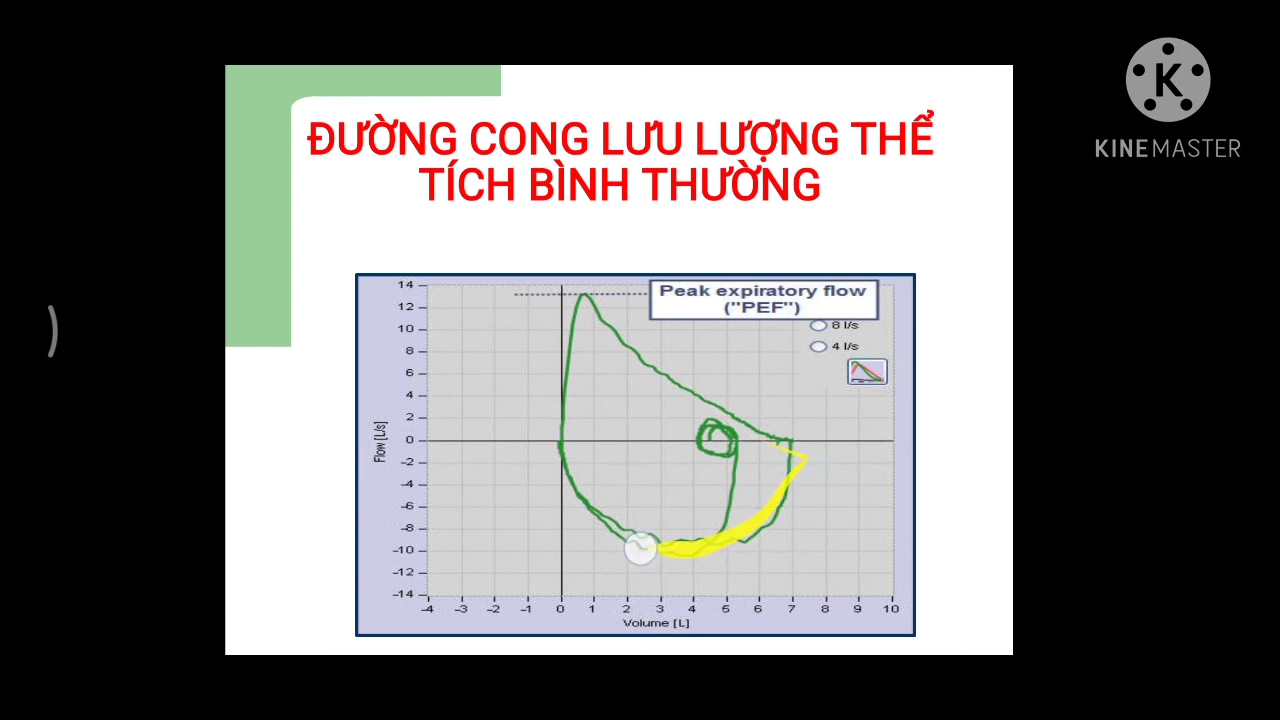 ĐƯỜNG CONG LƯU LƯỢNG THỂ
TÍCH BÌNH THƯỜNG
K
KINEMASTER
Peak expiratory flow
("PEF")
8 l/s
4 l/s
14
12
10
8
6
4
2
0
-2
-4
-6
-8
-10
-12
-14
Flow [L/s]
-4 -3 -2 -1 0 1 2 3 4 5 6 7 8 9 10
Volume [L]